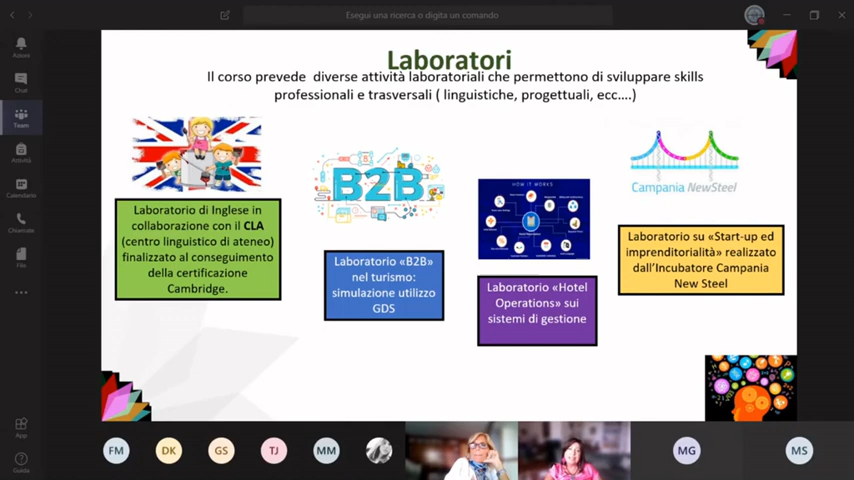 Esegui una ricerca o digita un comando
Azioni
Chat
Team
Attività
Calendario
Chiamate
File
App
Guida
Laboratori
Il corso prevede diverse attività laboratoriali che permettono di sviluppare skills
professionali e trasversali ( linguistiche, progettuali, ecc....)
Laboratorio di Inglese in
collaborazione con il CLA
(centro linguistico di ateneo)
finalizzato al conseguimento
della certificazione
Cambridge.
B2B
Laboratorio «B2B»
nel turismo:
simulazione utilizzo
GDS
HOW IT WORKS
Laboratorio «Hotel
Operations» sui
sistemi di gestione
Campania NewSteel
Laboratorio su «Start-up ed
imprenditorialità» realizzato
dall'Incubatore Campania
New Steel
FM
DK
GS
TJ
MM
MG
MS